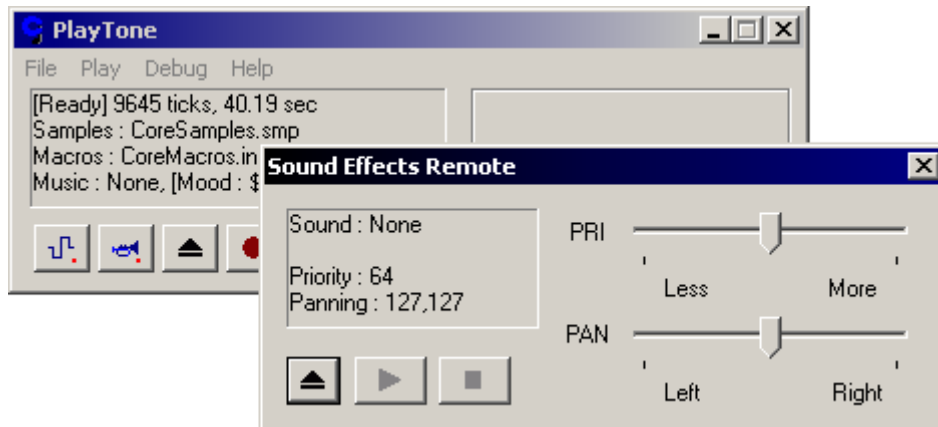 PlayTone
File Play Debug Help
[Ready] 9645 ticks, 40.19 sec
Samples : CoreSamples.smp
Macros : CoreMacros.in
Music : None, [Mood : $
Sound Effects Remote
Sound : None
Priority : 64
Panning : 127,127
PRI
Less More
PAN
Left Right